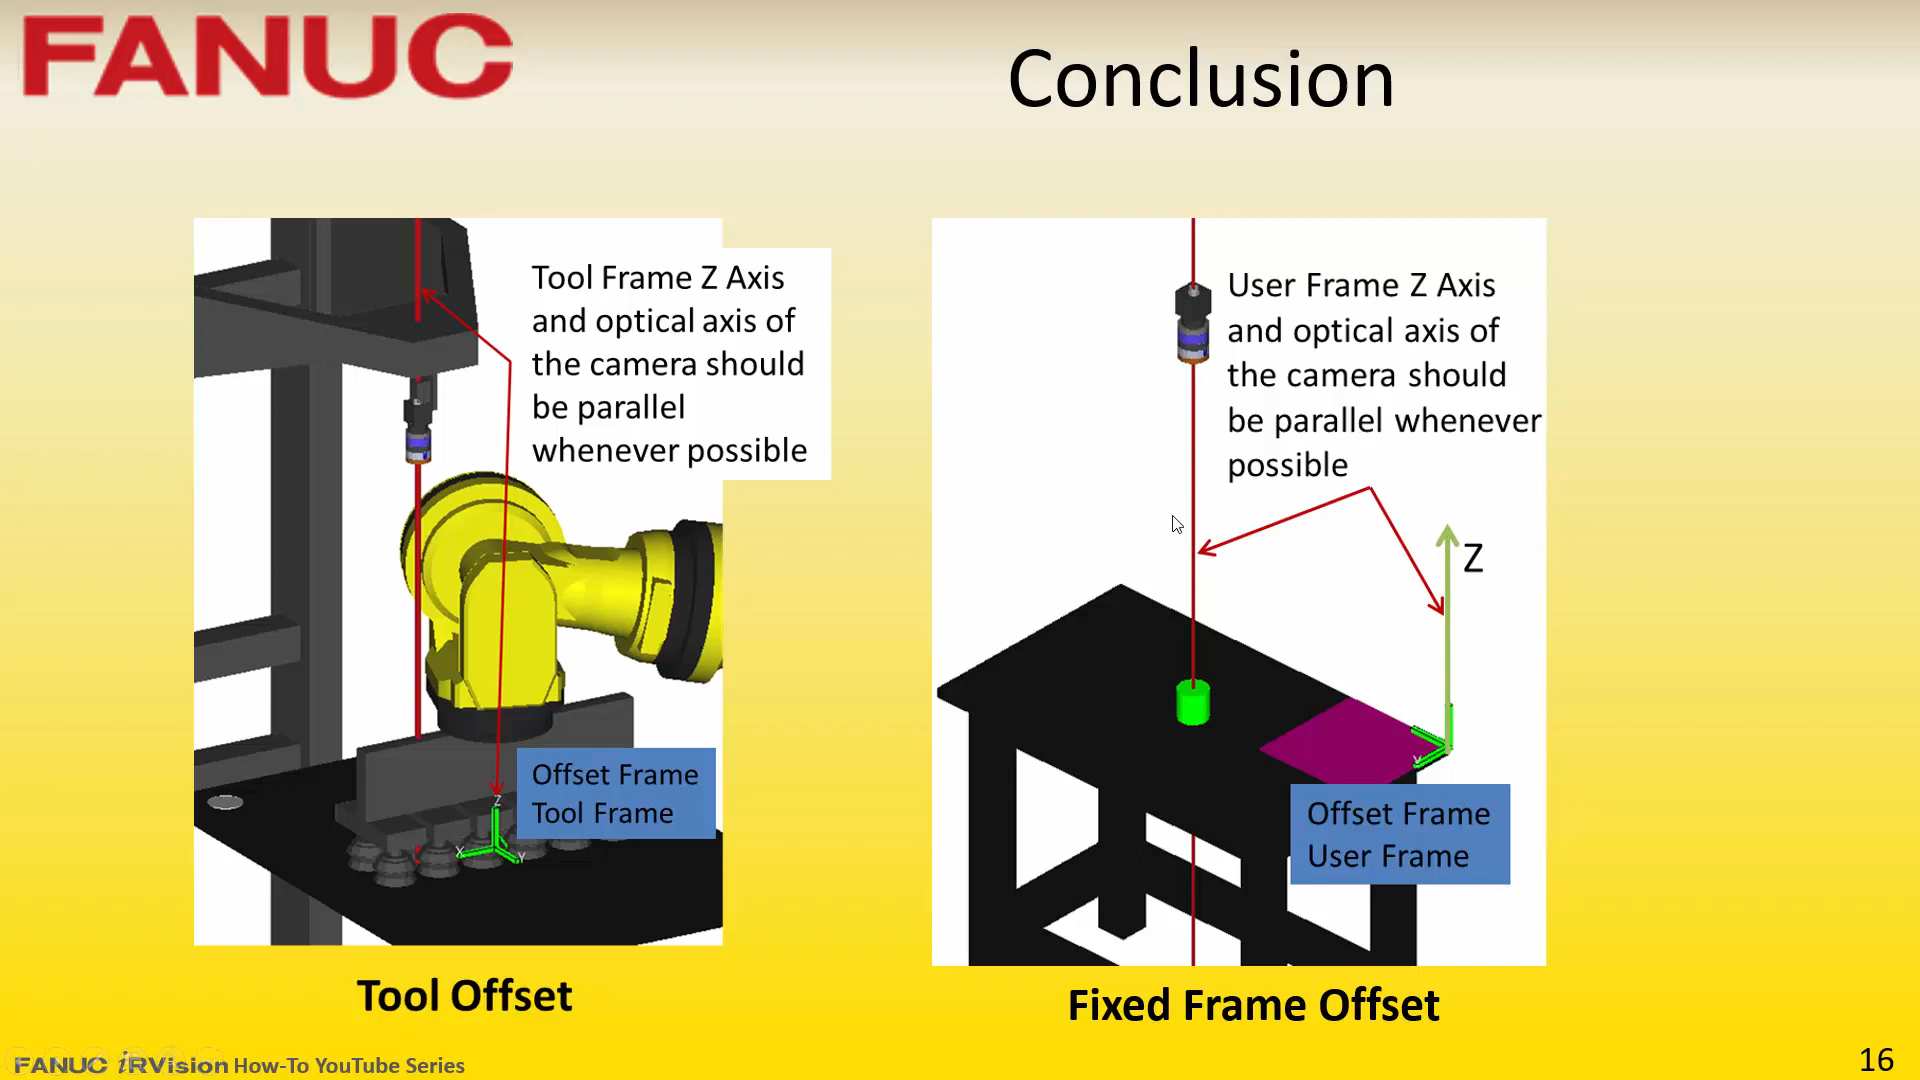 FANUC
Conclusion
Tool Frame Z Axis
and optical axis of
the camera should
be parallel
whenever possible
Offset Frame
Tool Frame
Z
X
Y
Tool Offset
User Frame Z Axis
and optical axis of
the camera should
be parallel whenever
possible
Z
Y
Offset Frame
User Frame
Fixed Frame Offset
FANUC iRVision How-To YouTube Series
16